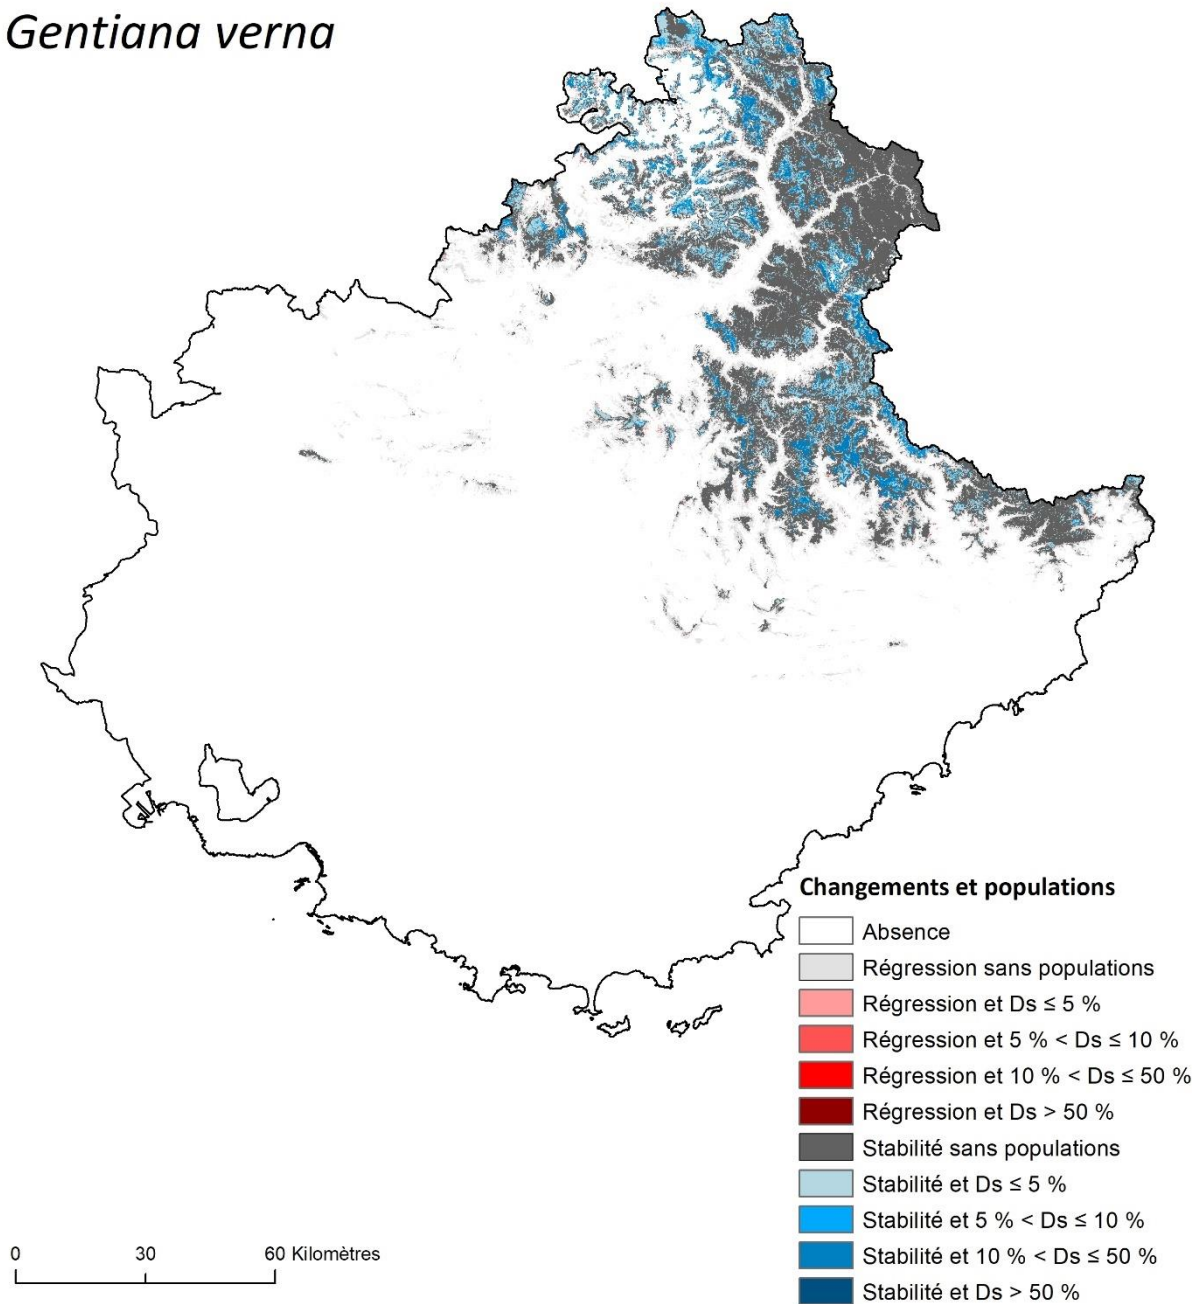 Gentiana verna
Changements et populations
Absence
Régression sans populations
Régression et Ds ≤ 5 %
Régression et 5 % < Ds ≤ 10 %
Régression et 10 % < Ds ≤ 50 %
Régression et Ds > 50 %
Stabilité sans populations
Stabilité et Ds ≤ 5 %
Stabilité et 5 % < Ds ≤ 10 %
Stabilité et 10 % < Ds ≤ 50 %
Stabilité et Ds > 50 %
0 30 60 Kilomètres